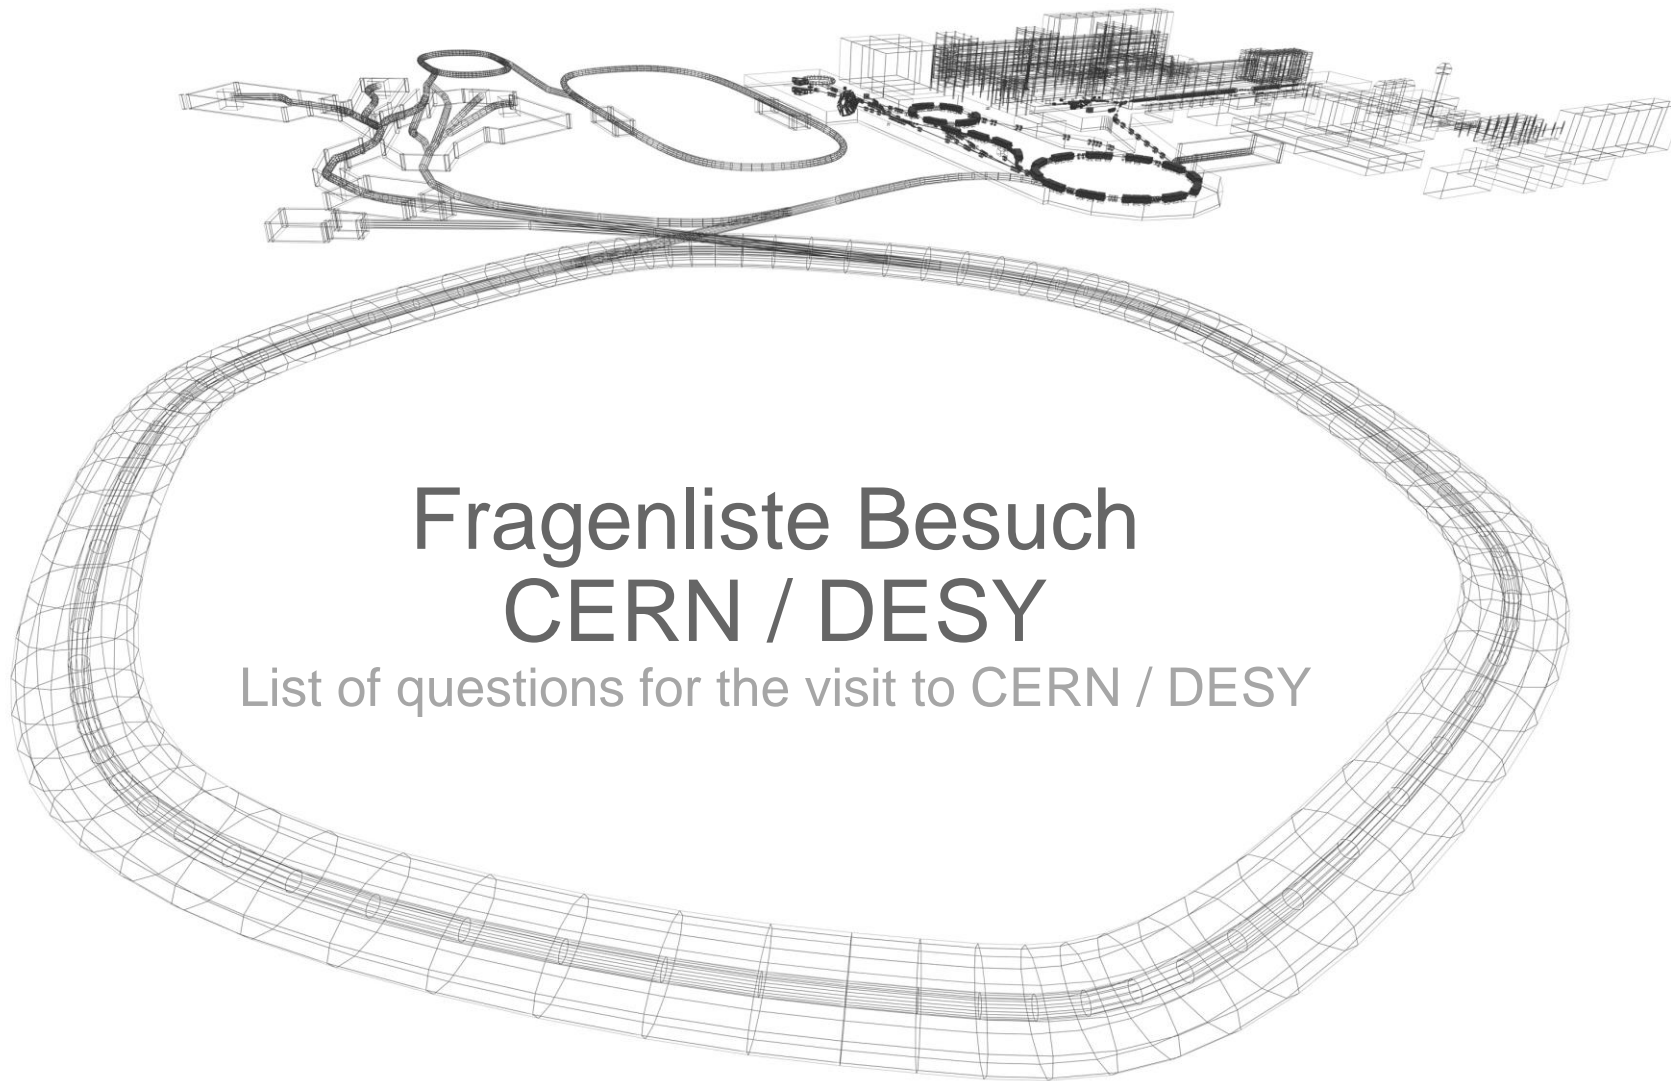 Fragenliste Besuch
CERN / DESY
List of questions for the visit to CERN / DESY